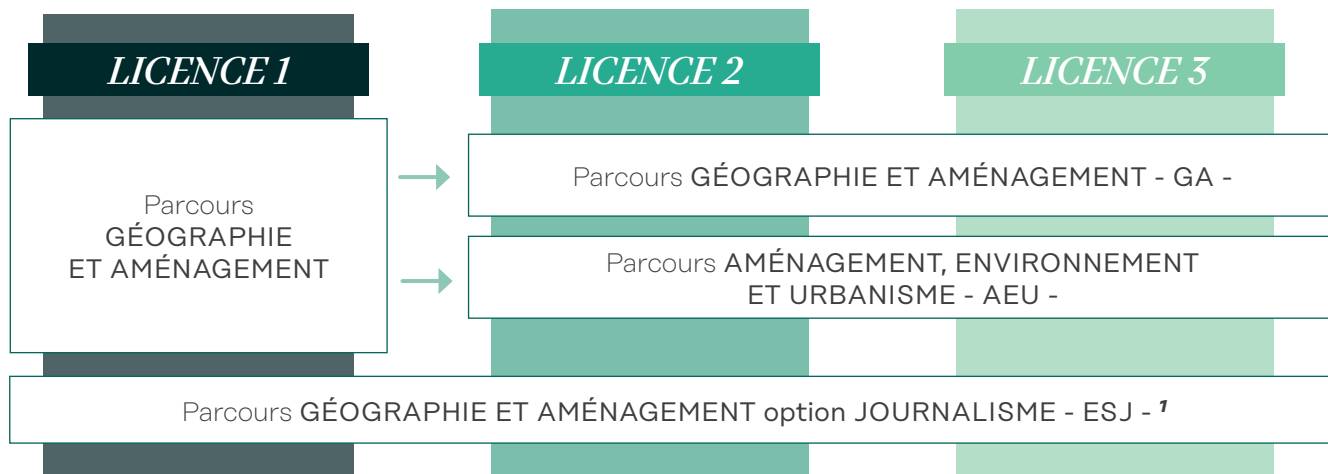 LICENCE 1
LICENCE 2
LICENCE 3
Parcours
GÉOGRAPHIE
ET AMÉNAGEMENT
Parcours GÉOGRAPHIE ET AMÉNAGEMENT - GA -
Parcours AMÉNAGEMENT, ENVIRONNEMENT
ET URBANISME - AEU -
Parcours GÉOGRAPHIE ET AMÉNAGEMENT option JOURNALISME - ESJ - ¹